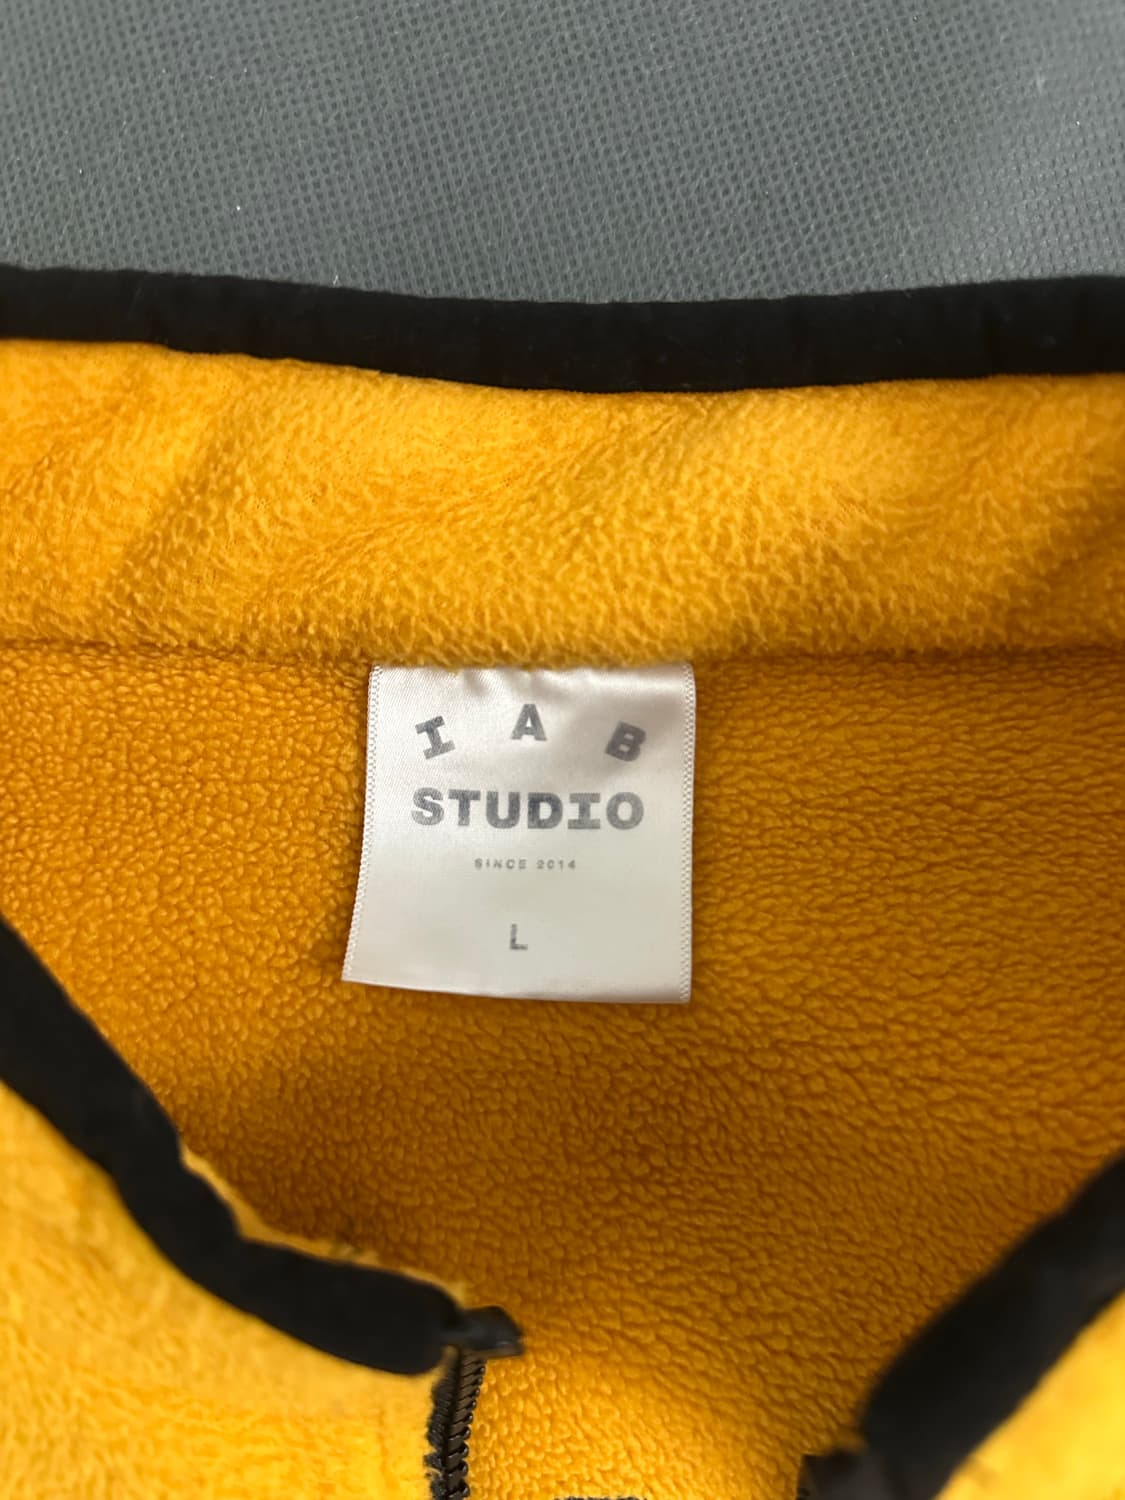 I A B
STUDIO
SINCE 2014
L